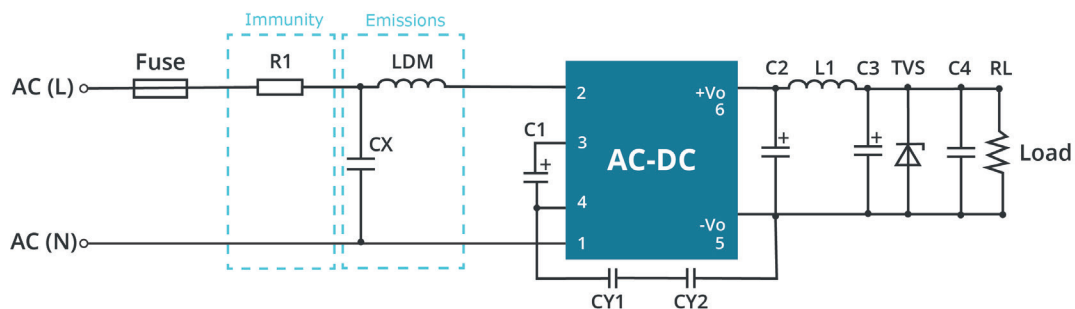 Immunity
Emissions
Fuse
R1
LDM
C2
L1
C3
TVS
C4
RL
AC (L)
2
+Vo
6
CX
C1
+
3
AC-DC
+
+
Load
4
-Vo
5
AC (N)
1
CY1
CY2